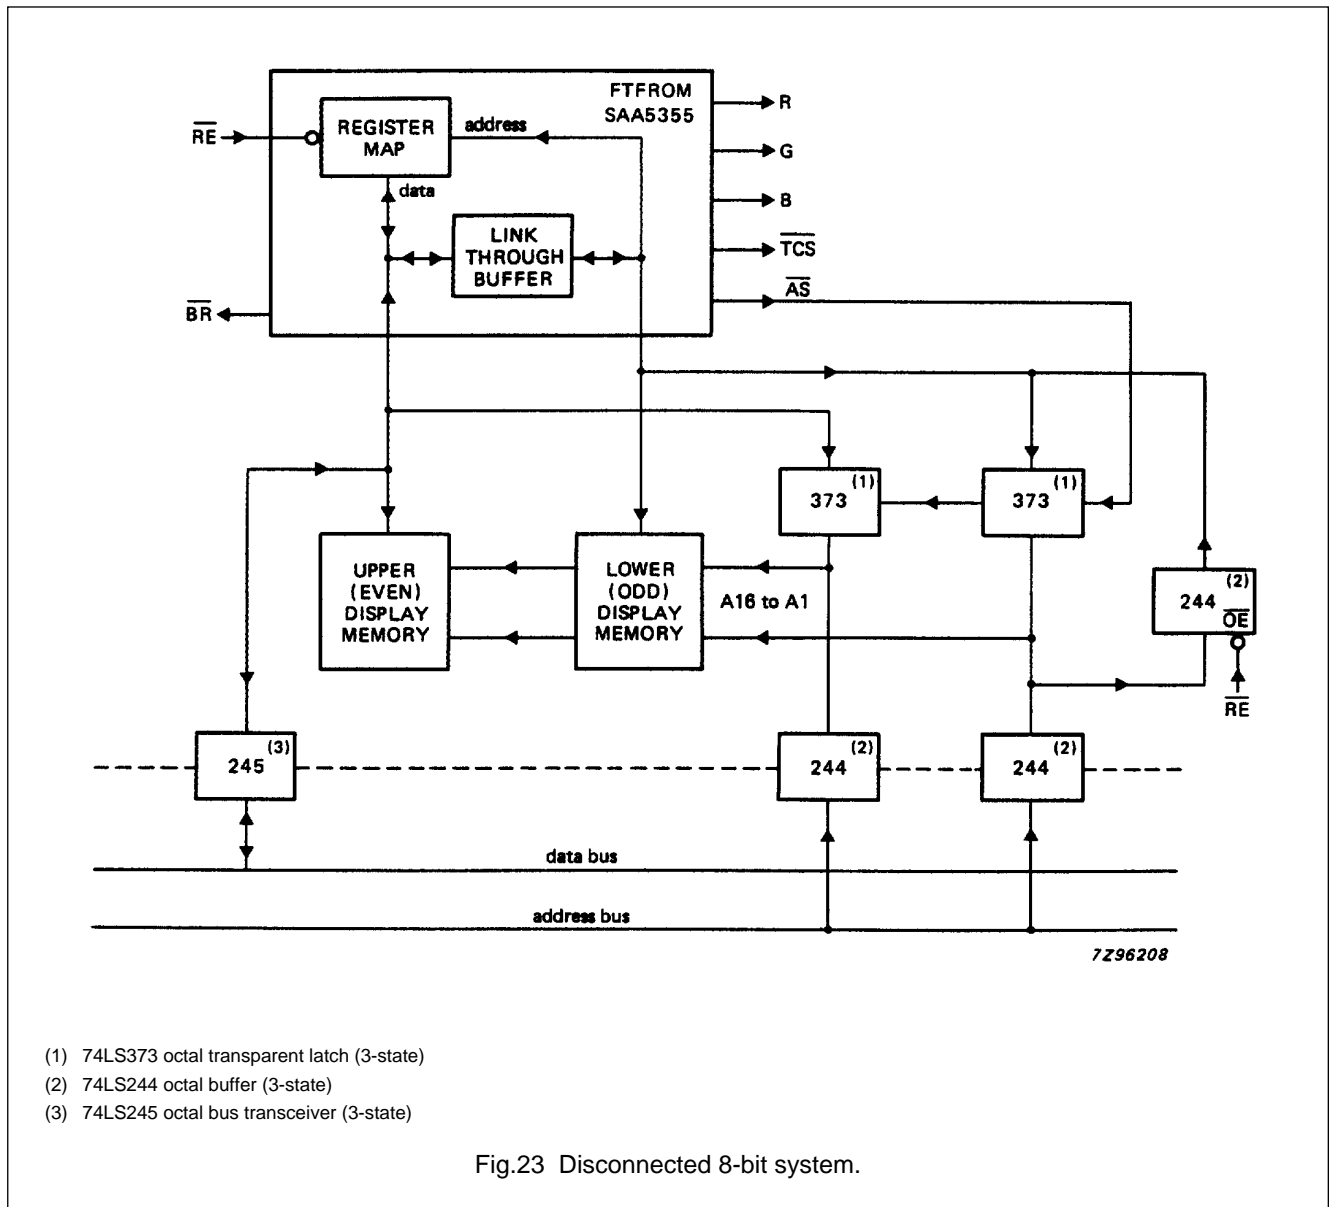 FTFROM
SAA5355
R
G
B
TCS
AS
RE
REGISTER
MAP
address
data
LINK
THROUGH
BUFFER
BR
373 (1)
373 (1)
UPPER
(EVEN)
DISPLAY
MEMORY
LOWER
(ODD)
DISPLAY
MEMORY
A16 to A1
244 (2)
OE
RE
245 (3)
244 (2)
244 (2)
data bus
address bus
7Z96208
(1) 74LS373 octal transparent latch (3-state)
(2) 74LS244 octal buffer (3-state)
(3) 74LS245 octal bus transceiver (3-state)
Fig.23 Disconnected 8-bit system.